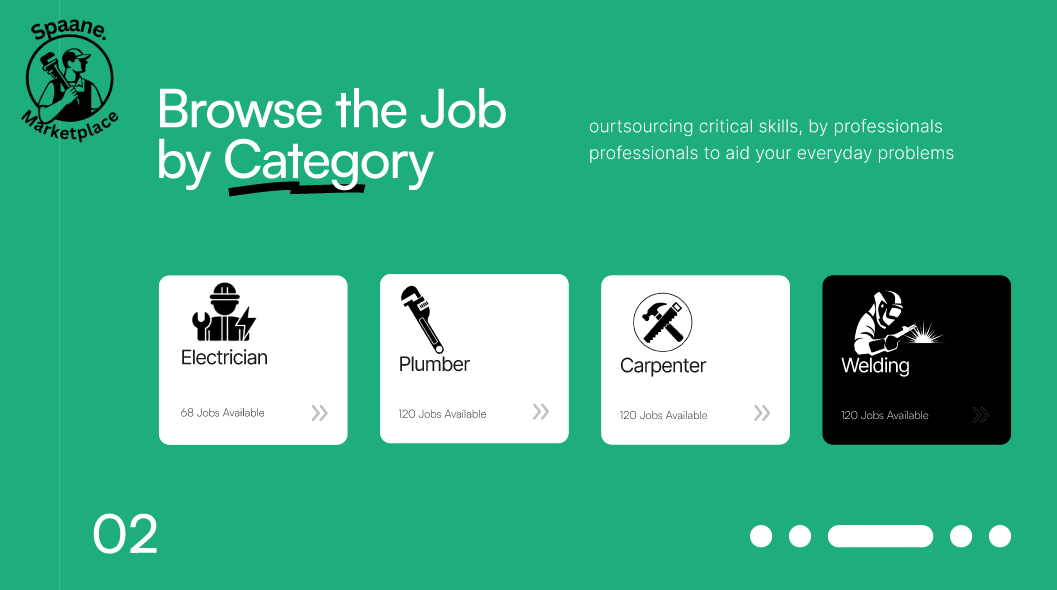 Spaane.
Marketplace
Browse the Job
by Category
ourtsourcing critical skills, by professionals
professionals to aid your everyday problems
Electrician
68 Jobs Available
Plumber
120 Jobs Available
Carpenter
120 Jobs Available
Welding
120 Jobs Available
02